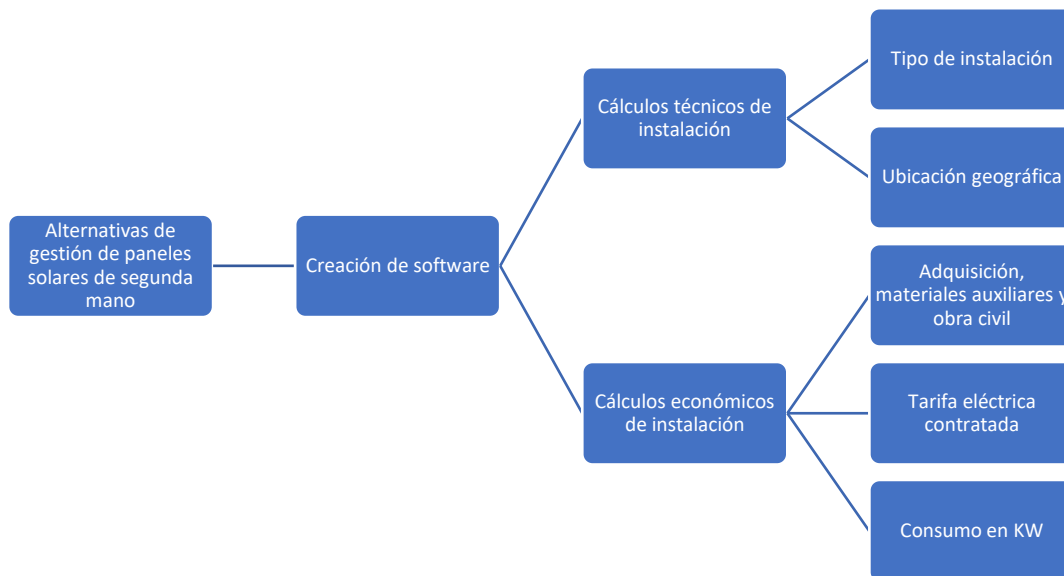 Alternativas de
gestión de paneles
solares de segunda
mano
Creación de software
Cálculos técnicos de
instalación
Tipo de instalación
Ubicación geográfica
Cálculos económicos
de instalación
Adquisición,
materiales auxiliares y
obra civil
Tarifa eléctrica
contratada
Consumo en KW